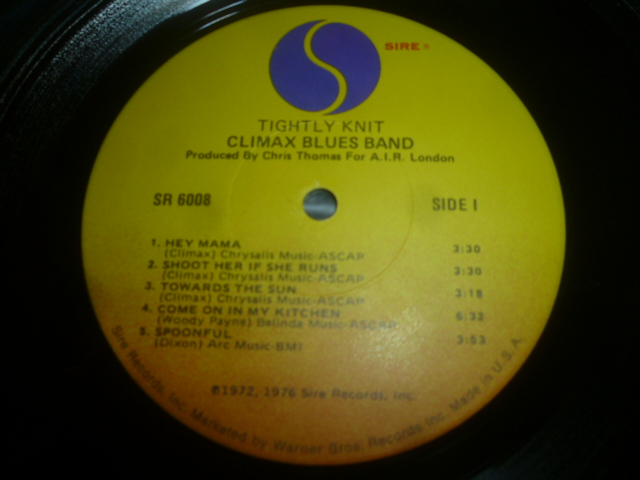 SIRE ®
TIGHTLY KNIT
CLIMAX BLUES BAND
Produced By Chris Thomas For A.I.R. London
SR 6008
SIDE I
1. HEY MAMA 3:30
(Climax) Chrysalis Music-ASCAP
2. SHOOT HER IF SHE RUNS 3:30
(Climax) Chrysalis Music-ASCAP
3. TOWARDS THE SUN 3:18
(Climax) Chrysalis Music-ASCAP
4. COME ON IN MY KITCHEN 6:32
(Woody Payne) Belinda Music-ASCAP
5. SPOONFUL 3:53
(Dixon) Arc Music-BMI
℗1972, 1976 Sire Records, Inc.
Sire Records, Inc. Marketed by Warner Bros. Records Inc. Made in U.S.A.